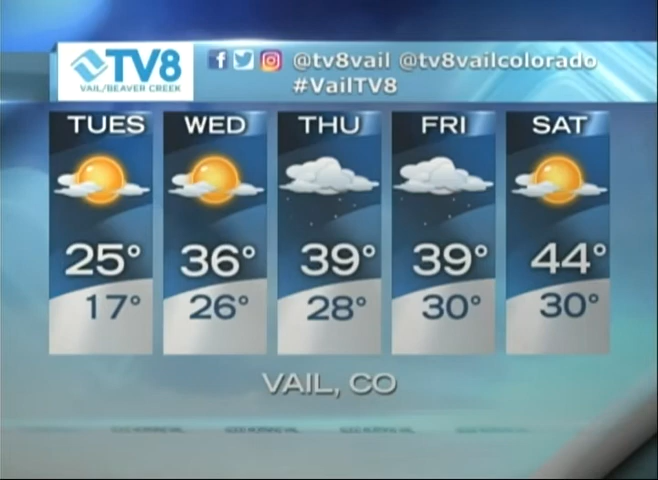 TV8
VAIL/BEAVER CREEK
@tv8vail @tv8vailcolorado
#VailTV8
TUES WED THU FRI SAT
25° 36° 39° 39° 44°
17° 26° 28° 30° 30°
VAIL, CO